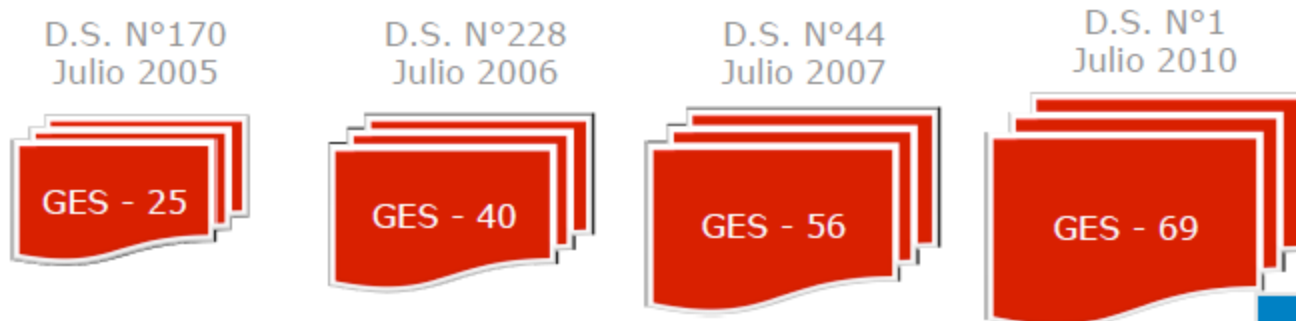 D.S. N°170
Julio 2005
GES - 25
D.S. N°228
Julio 2006
GES - 40
D.S. N°44
Julio 2007
GES - 56
D.S. N°1
Julio 2010
GES - 69